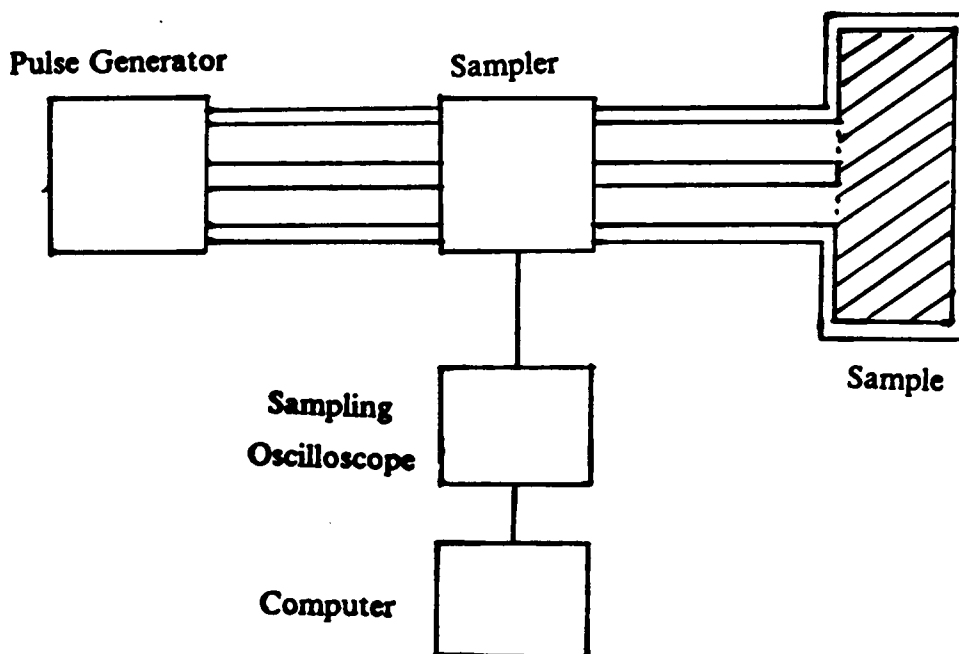 Pulse Generator
Sampler
Sample
Sampling
Oscilloscope
Computer